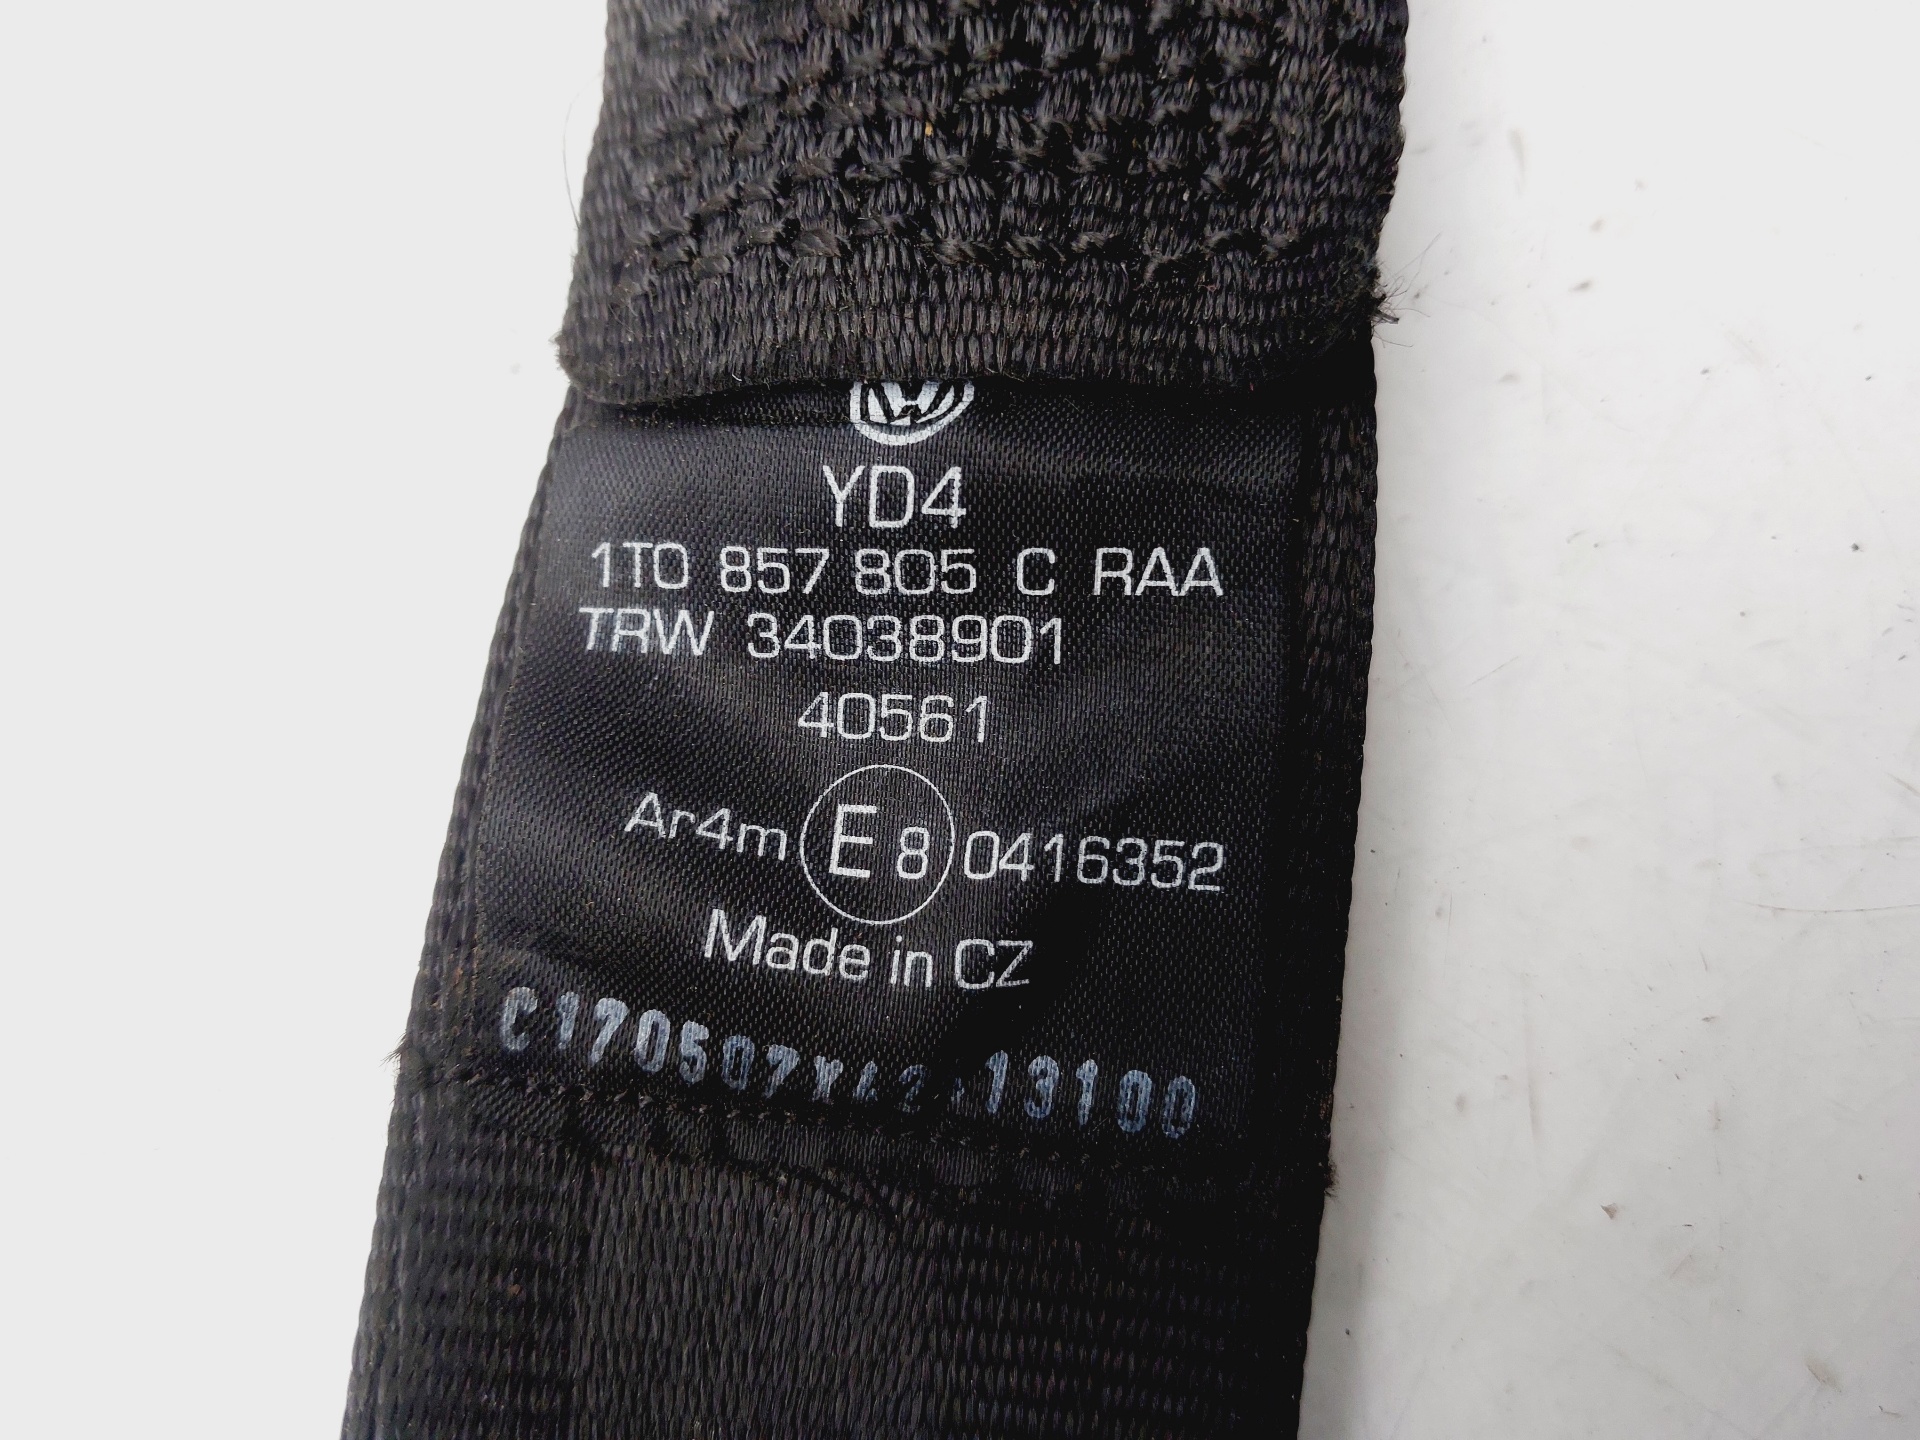 YD4
1T0 857 805 C RAA
TRW 34038901
40561
Ar4m E 8 0416352
Made in CZ